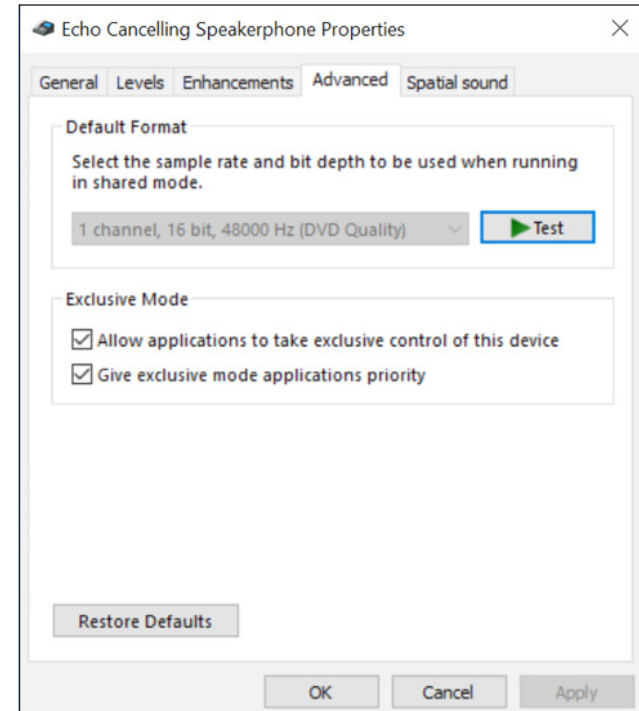 Echo Cancelling Speakerphone Properties
General Levels Enhancements Advanced Spatial sound
Default Format
Select the sample rate and bit depth to be used when running
in shared mode.
1 channel, 16 bit, 48000 Hz (DVD Quality) Test
Exclusive Mode
Allow applications to take exclusive control of this device
Give exclusive mode applications priority
Restore Defaults
OK Cancel Apply